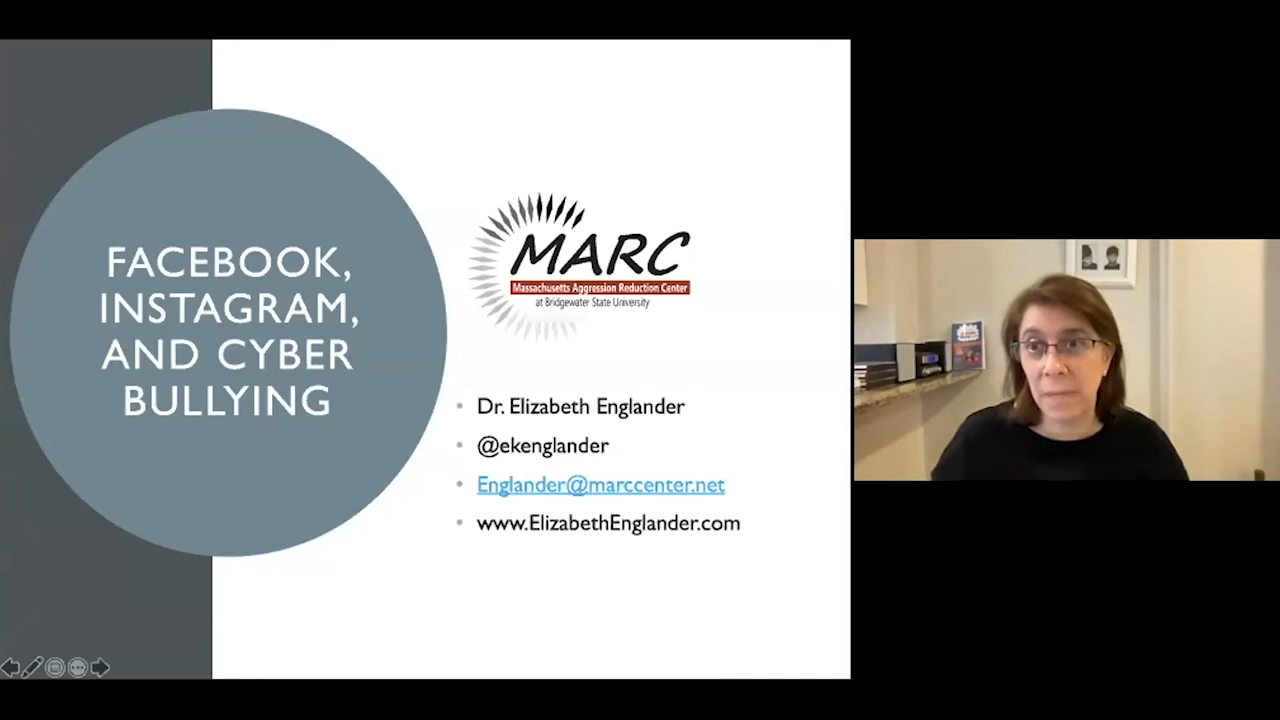 FACEBOOK,
INSTAGRAM,
AND CYBER
BULLYING
MARC
Massachusetts Aggression Reduction Center
at Bridgewater State University
Dr. Elizabeth Englander
@ekenglander
Englander@marccenter.net
www.ElizabethEnglander.com